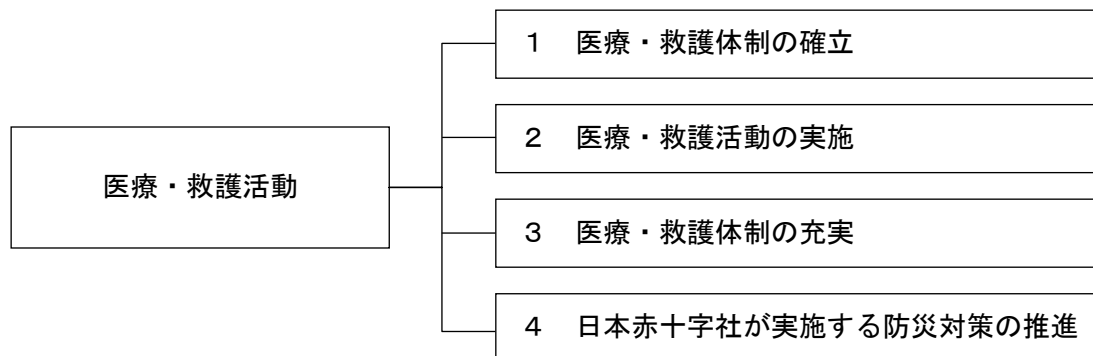 医療・救護活動
１　医療・救護体制の確立
２　医療・救護活動の実施
３　医療・救護体制の充実
４　日本赤十字社が実施する防災対策の推進